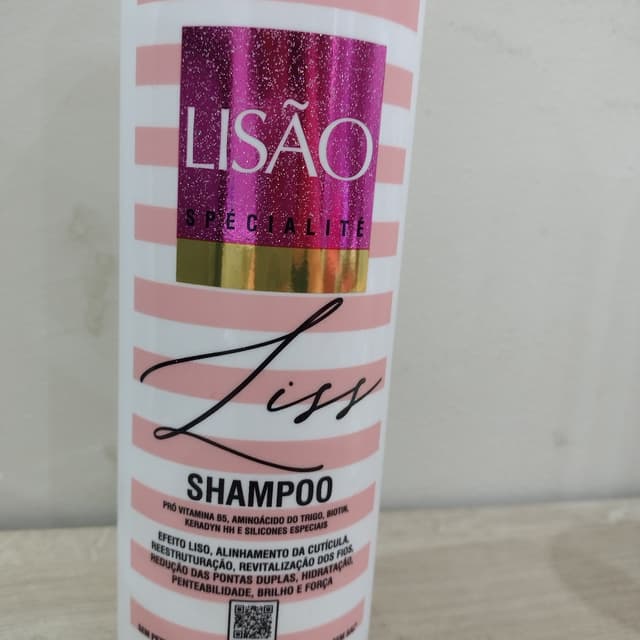 LISÃO
SPÉCIALITÉ
Liss
SHAMPOO
PRÓ VITAMINA B5, AMINOÁCIDO DO TRIGO, BIOTIN,
KERADYN HH E SILICONES ESPECIAIS
EFEITO LISO, ALINHAMENTO DA CUTÍCULA,
REESTRUTURAÇÃO, REVITALIZAÇÃO DOS FIOS,
REDUÇÃO DAS PONTAS DUPLAS, HIDRATAÇÃO,
PENTEABILIDADE, BRILHO E FORÇA
SEM